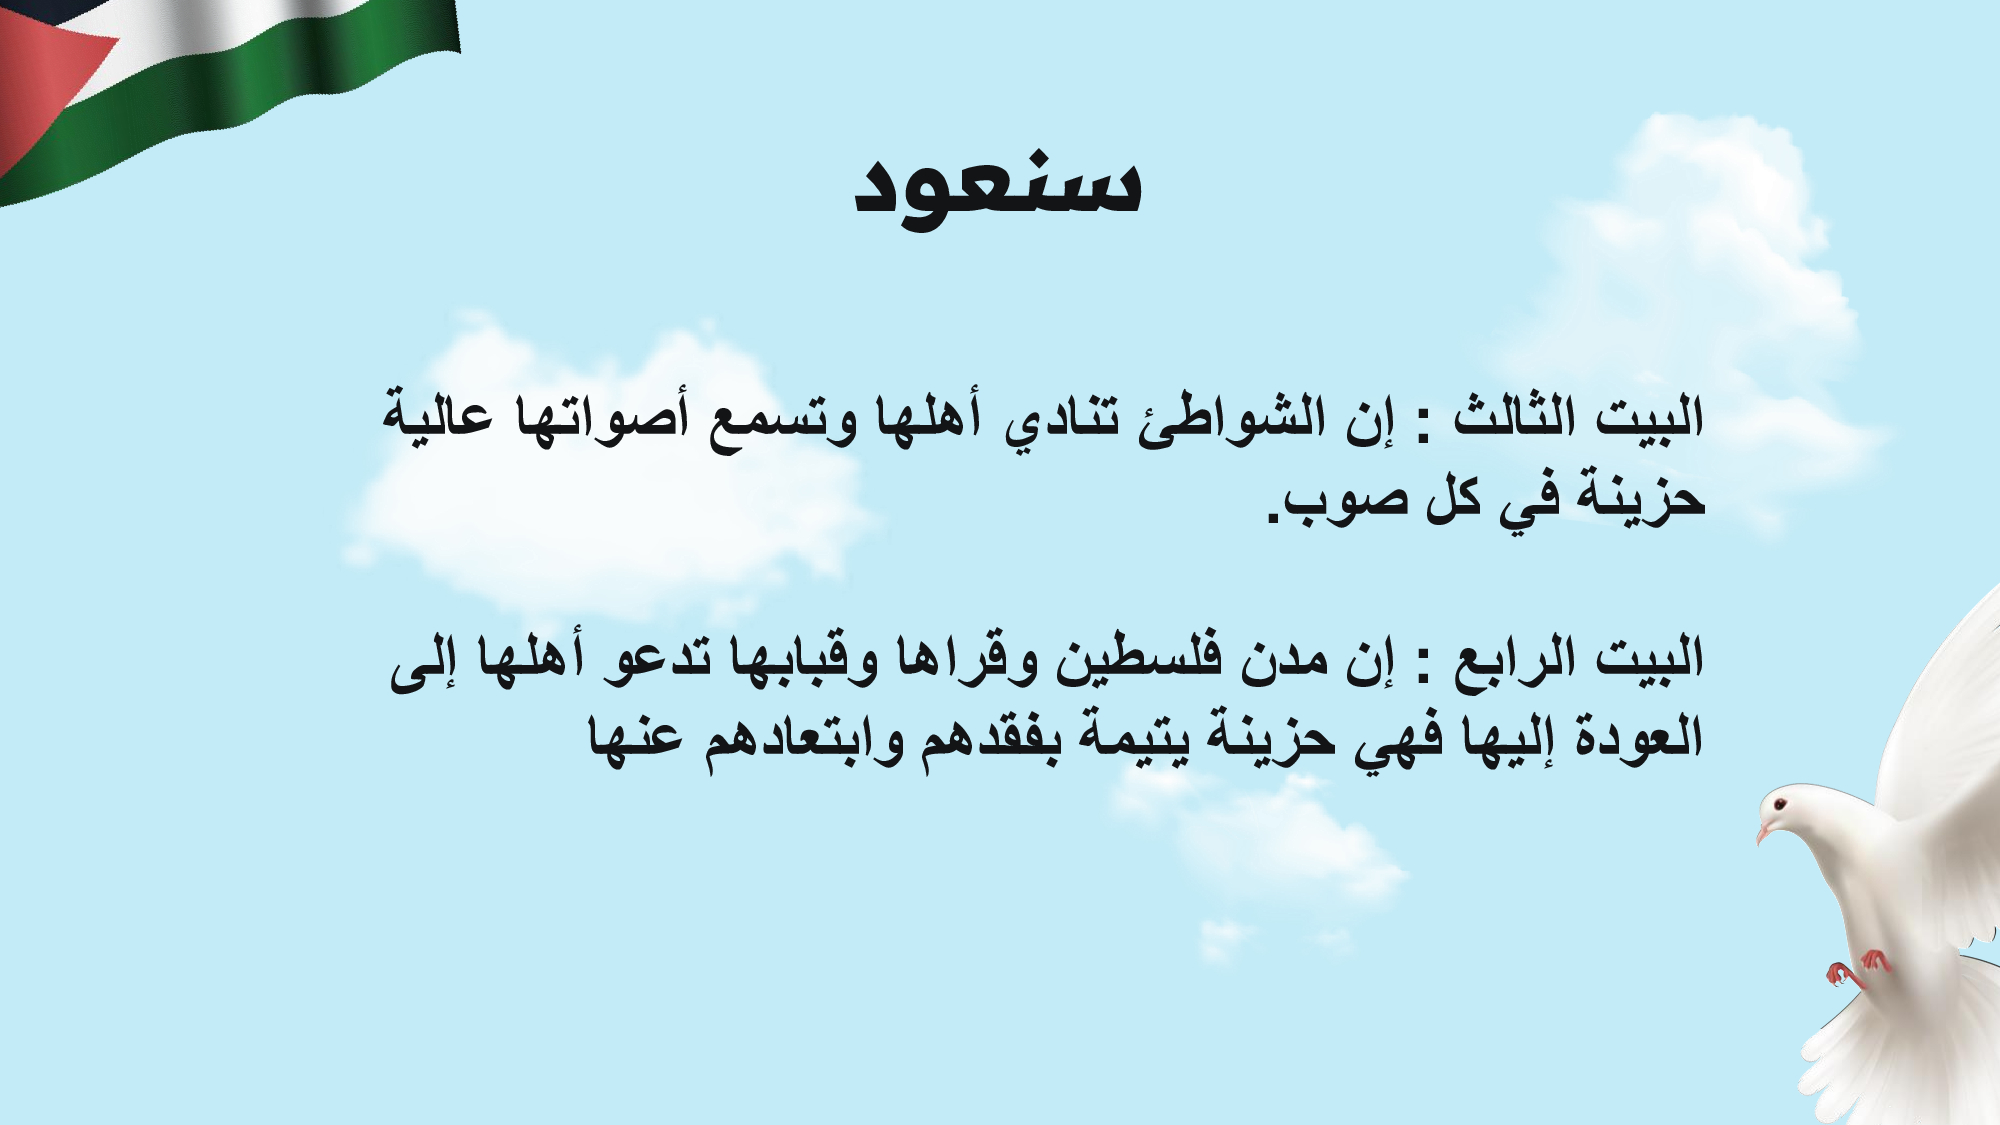 سنعود
البيت الثالث : إن الشواطئ تنادي أهلها وتسمع أصواتها عالية
حزينة في كل صوب.
البيت الرابع : إن مدن فلسطين وقراها وقبابها تدعو أهلها إلى
العودة إليها فهي حزينة يتيمة بفقدهم وابتعادهم عنها